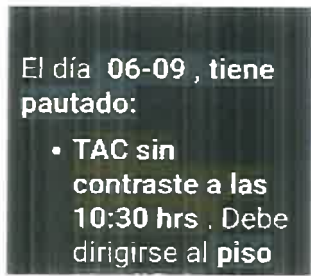 El día 06-09 , tiene
pautado:
• TAC sin
contraste a las
10:30 hrs . Debe
dirigirse al piso